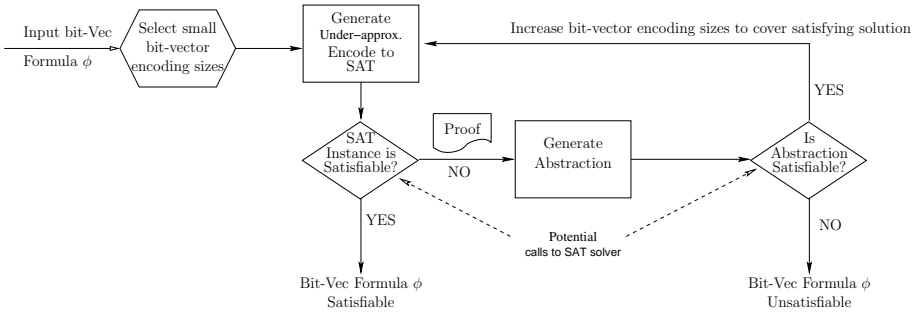 Input bit-Vec
Formula ϕ
Select small
bit-vector
encoding sizes
Generate
Under-approx.
Encode to
SAT
Increase bit-vector encoding sizes to cover satisfying solution
YES
SAT
Instance is
Satisfiable?
Proof
NO
Generate
Abstraction
Is
Abstraction
Satisfiable?
YES
NO
Potential
calls to SAT solver
Bit-Vec Formula ϕ
Satisfiable
Bit-Vec Formula ϕ
Unsatisfiable